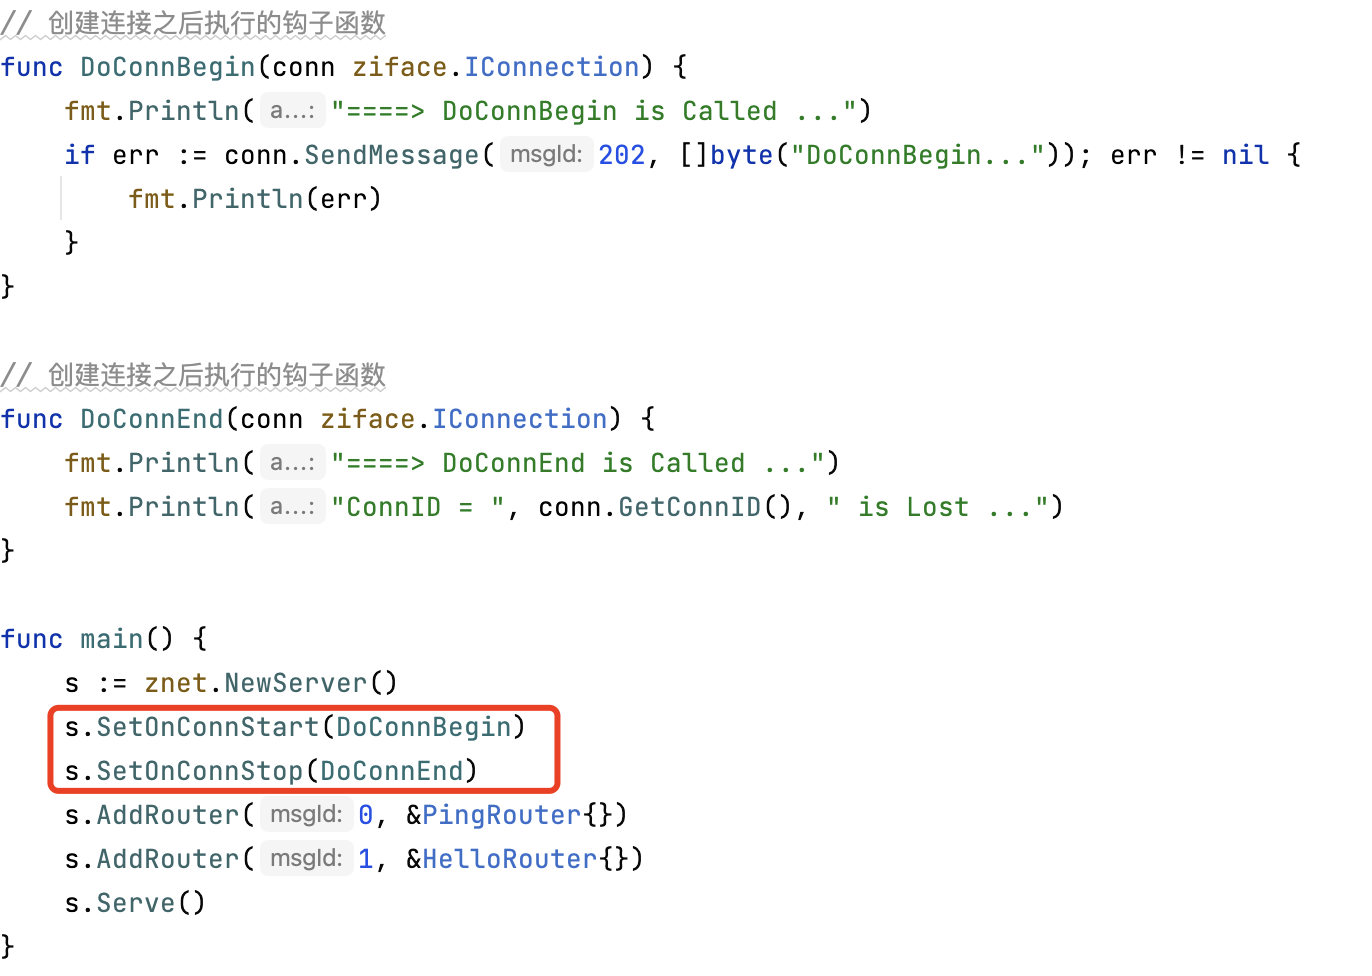 // 创建连接之后执行的钩子函数
func DoConnBegin(conn ziface.IConnection) {
    fmt.Println( a...: "====> DoConnBegin is Called ...")
    if err := conn.SendMessage( msgId: 202, []byte("DoConnBegin...")); err != nil {
        fmt.Println(err)
    }
}
// 创建连接之后执行的钩子函数
func DoConnEnd(conn ziface.IConnection) {
    fmt.Println( a...: "====> DoConnEnd is Called ...")
    fmt.Println( a...: "ConnID = ", conn.GetConnID(), " is Lost ...")
}
func main() {
    s := znet.NewServer()
    s.SetOnConnStart(DoConnBegin)
    s.SetOnConnStop(DoConnEnd)
    s.AddRouter( msgId: 0, &PingRouter{})
    s.AddRouter( msgId: 1, &HelloRouter{})
    s.Serve()
}